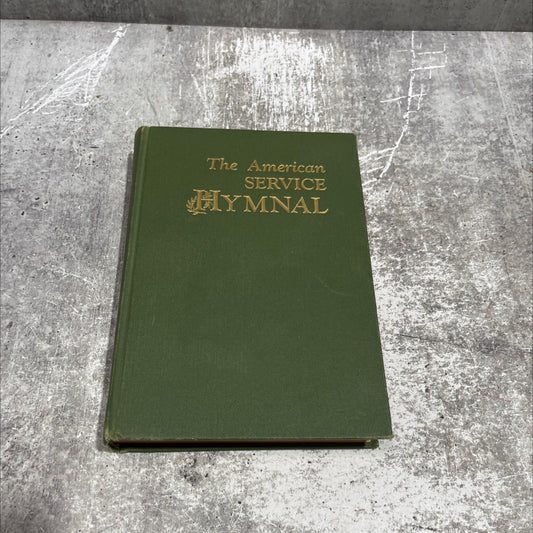 The American
SERVICE
HYMNAL